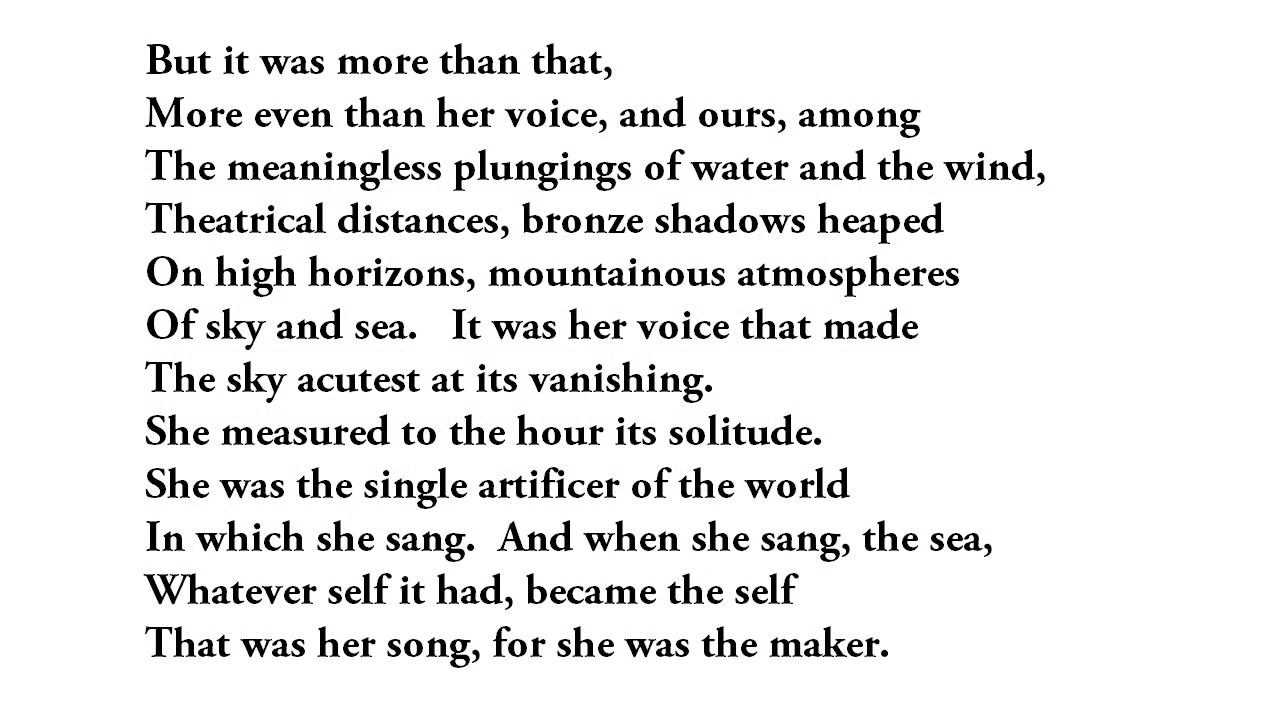 But it was more than that,
More even than her voice, and ours, among
The meaningless plungings of water and the wind,
Theatrical distances, bronze shadows heaped
On high horizons, mountainous atmospheres
Of sky and sea.   It was her voice that made
The sky acutest at its vanishing.
She measured to the hour its solitude.
She was the single artificer of the world
In which she sang.  And when she sang, the sea,
Whatever self it had, became the self
That was her song, for she was the maker.